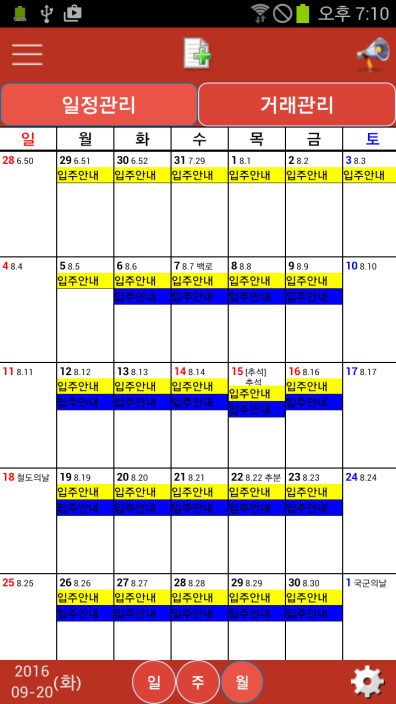 오후 7:10
일정관리 거래관리
일 월 화 수 목 금 토
28 6.50 29 6.51 30 6.52 31 7.29 1 8.1 2 8.2 3 8.3
입주안내 입주안내 입주안내 입주안내 입주안내 입주안내
4 8.4 5 8.5 6 8.6 7 8.7 백로 8 8.8 9 8.9 10 8.10
입주안내 입주안내 입주안내 입주안내 입주안내
입주안내 입주안내 입주안내 입주안내
11 8.11 12 8.12 13 8.13 14 8.14 15 [추석] 16 8.16 17 8.17
추석
입주안내 입주안내 입주안내 입주안내 입주안내
입주안내 입주안내 입주안내 입주안내 입주안내
18 철도의날 19 8.19 20 8.20 21 8.21 22 8.22 추분 23 8.23 24 8.24
입주안내 입주안내 입주안내 입주안내 입주안내
입주안내 입주안내 입주안내 입주안내 입주안내
25 8.25 26 8.26 27 8.27 28 8.28 29 8.29 30 8.30 1 국군의날
입주안내 입주안내 입주안내 입주안내 입주안내
입주안내 입주안내 입주안내 입주안내 입주안내
2016
09-20 (화)
일 주 월